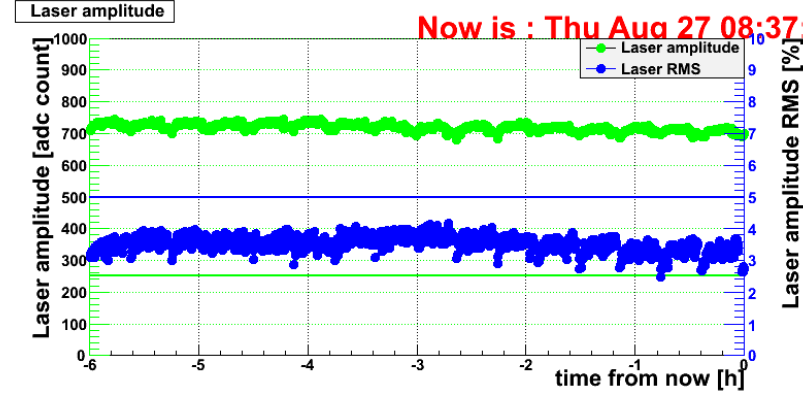 Laser amplitude
Now is : Thu Aug 27 08:37:
Laser amplitude
Laser RMS
Laser amplitude [adc count]
1000
900
800
700
600
500
400
300
200
100
0
10
9
8
7
6
5
4
3
2
1
0
Laser amplitude RMS [%]
-6 -5 -4 -3 -2 -1 0
time from now [h]